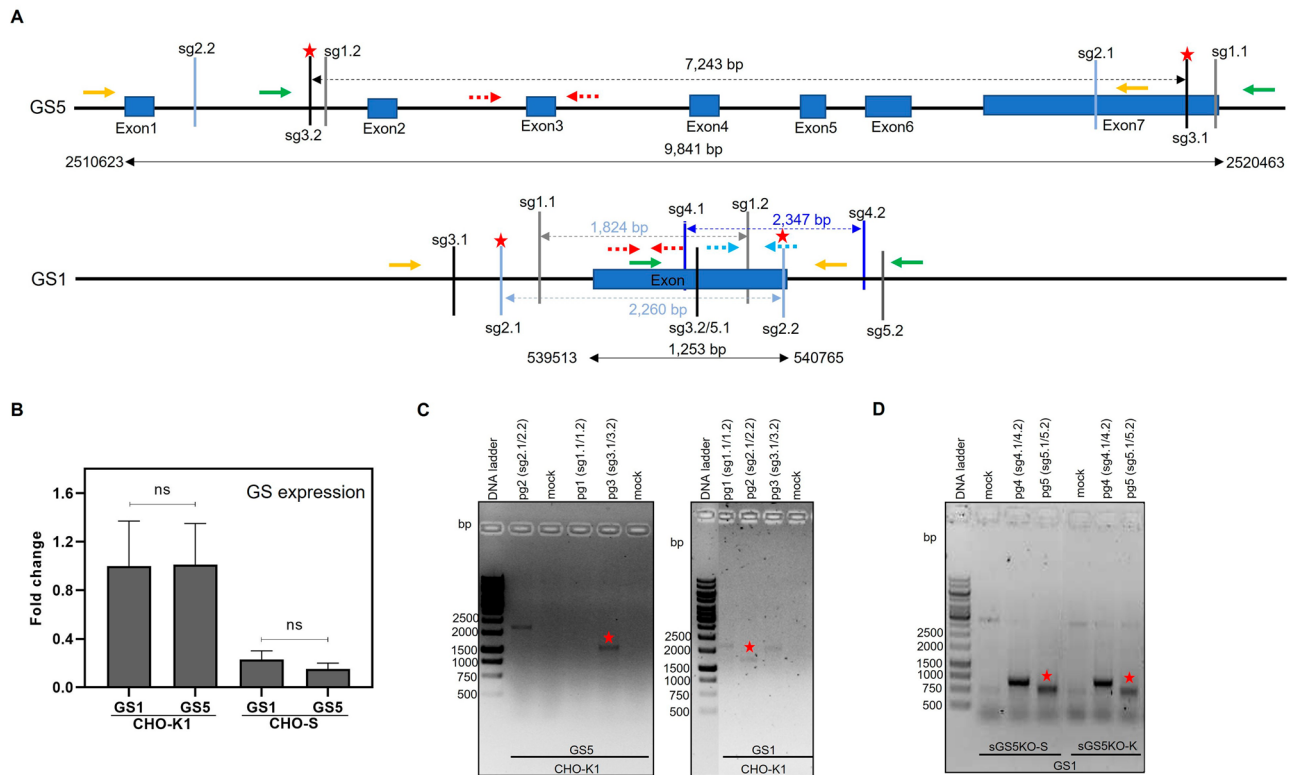 A
sg2.2
sg1.2
sg2.1
sg1.1
7,243 bp
GS5
Exon1
sg3.2
Exon2
Exon3
Exon4
Exon5
Exon6
Exon7
sg3.1
2510623
9,841 bp
2520463
sg1.1
sg4.1
sg1.2
sg4.2
sg3.1
sg2.1
1,824 bp
2,347 bp
GS1
Exon
2,260 bp
sg2.1
sg3.2/5.1
sg2.2
sg5.2
539513
1,253 bp
540765
B
GS expression
ns
ns
Fold change
1.6
1.2
0.8
0.4
0.0
GS1
GS5
GS1
GS5
CHO-K1
CHO-S
C
DNA ladder
pg2 (sg2.1/2.2)
mock
pg1 (sg1.1/1.2)
pg3 (sg3.1/3.2)
mock
bp
2500
2000
1500
1000
750
500
GS5
CHO-K1
DNA ladder
pg1 (sg1.1/1.2)
pg2 (sg2.1/2.2)
pg3 (sg3.1/3.2)
mock
bp
2500
2000
1500
1000
750
500
GS1
CHO-K1
D
DNA ladder
mock
pg4 (sg4.1/4.2)
pg5 (sg5.1/5.2)
mock
pg4 (sg4.1/4.2)
pg5 (sg5.1/5.2)
bp
2500
2000
1500
1000
750
500
sGS5KO-S
sGS5KO-K
GS1